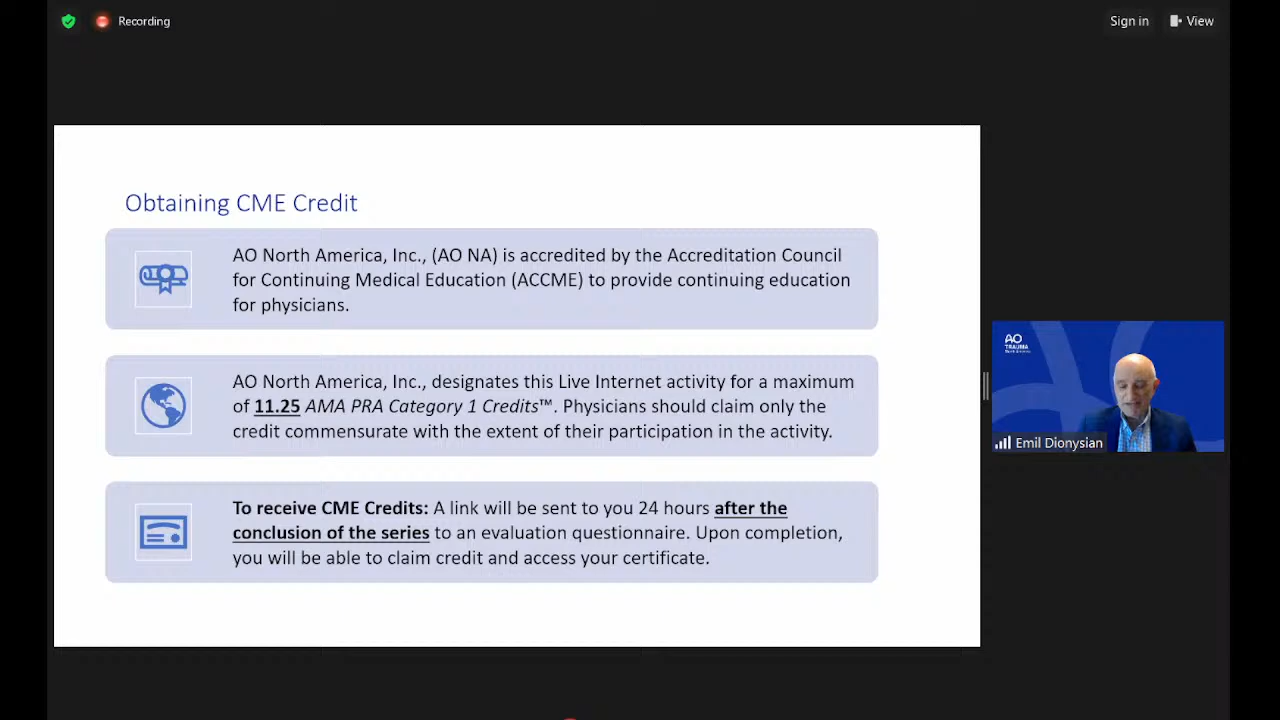 Recording
Sign in
View
Obtaining CME Credit
AO North America, Inc., (AO NA) is accredited by the Accreditation Council
for Continuing Medical Education (ACCME) to provide continuing education
for physicians.
AO North America, Inc., designates this Live Internet activity for a maximum
of 11.25 AMA PRA Category 1 Credits™. Physicians should claim only the
credit commensurate with the extent of their participation in the activity.
To receive CME Credits: A link will be sent to you 24 hours after the
conclusion of the series to an evaluation questionnaire. Upon completion,
you will be able to claim credit and access your certificate.
AO
TRAUMA
North America
Emil Dionysian